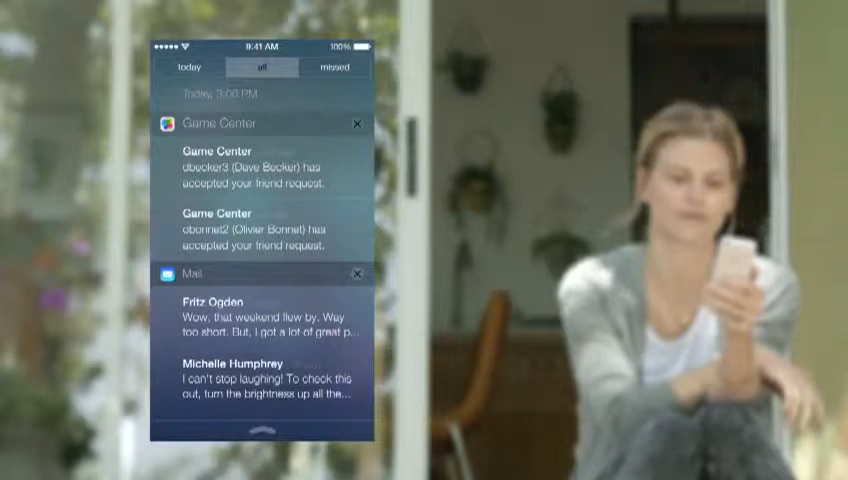 9:41 AM 100%
today all missed
Today, 3:00 PM
Game Center
Game Center
dbecker3 (Dave Becker) has
accepted your friend request.
Game Center
obonnet2 (Olivier Bonnet) has
accepted your friend request.
Mail
Fritz Ogden
Wow, that weekend flew by. Way
too short. But, I got a lot of great p...
Michelle Humphrey
I can't stop laughing! To check this
out, turn the brightness up all the...